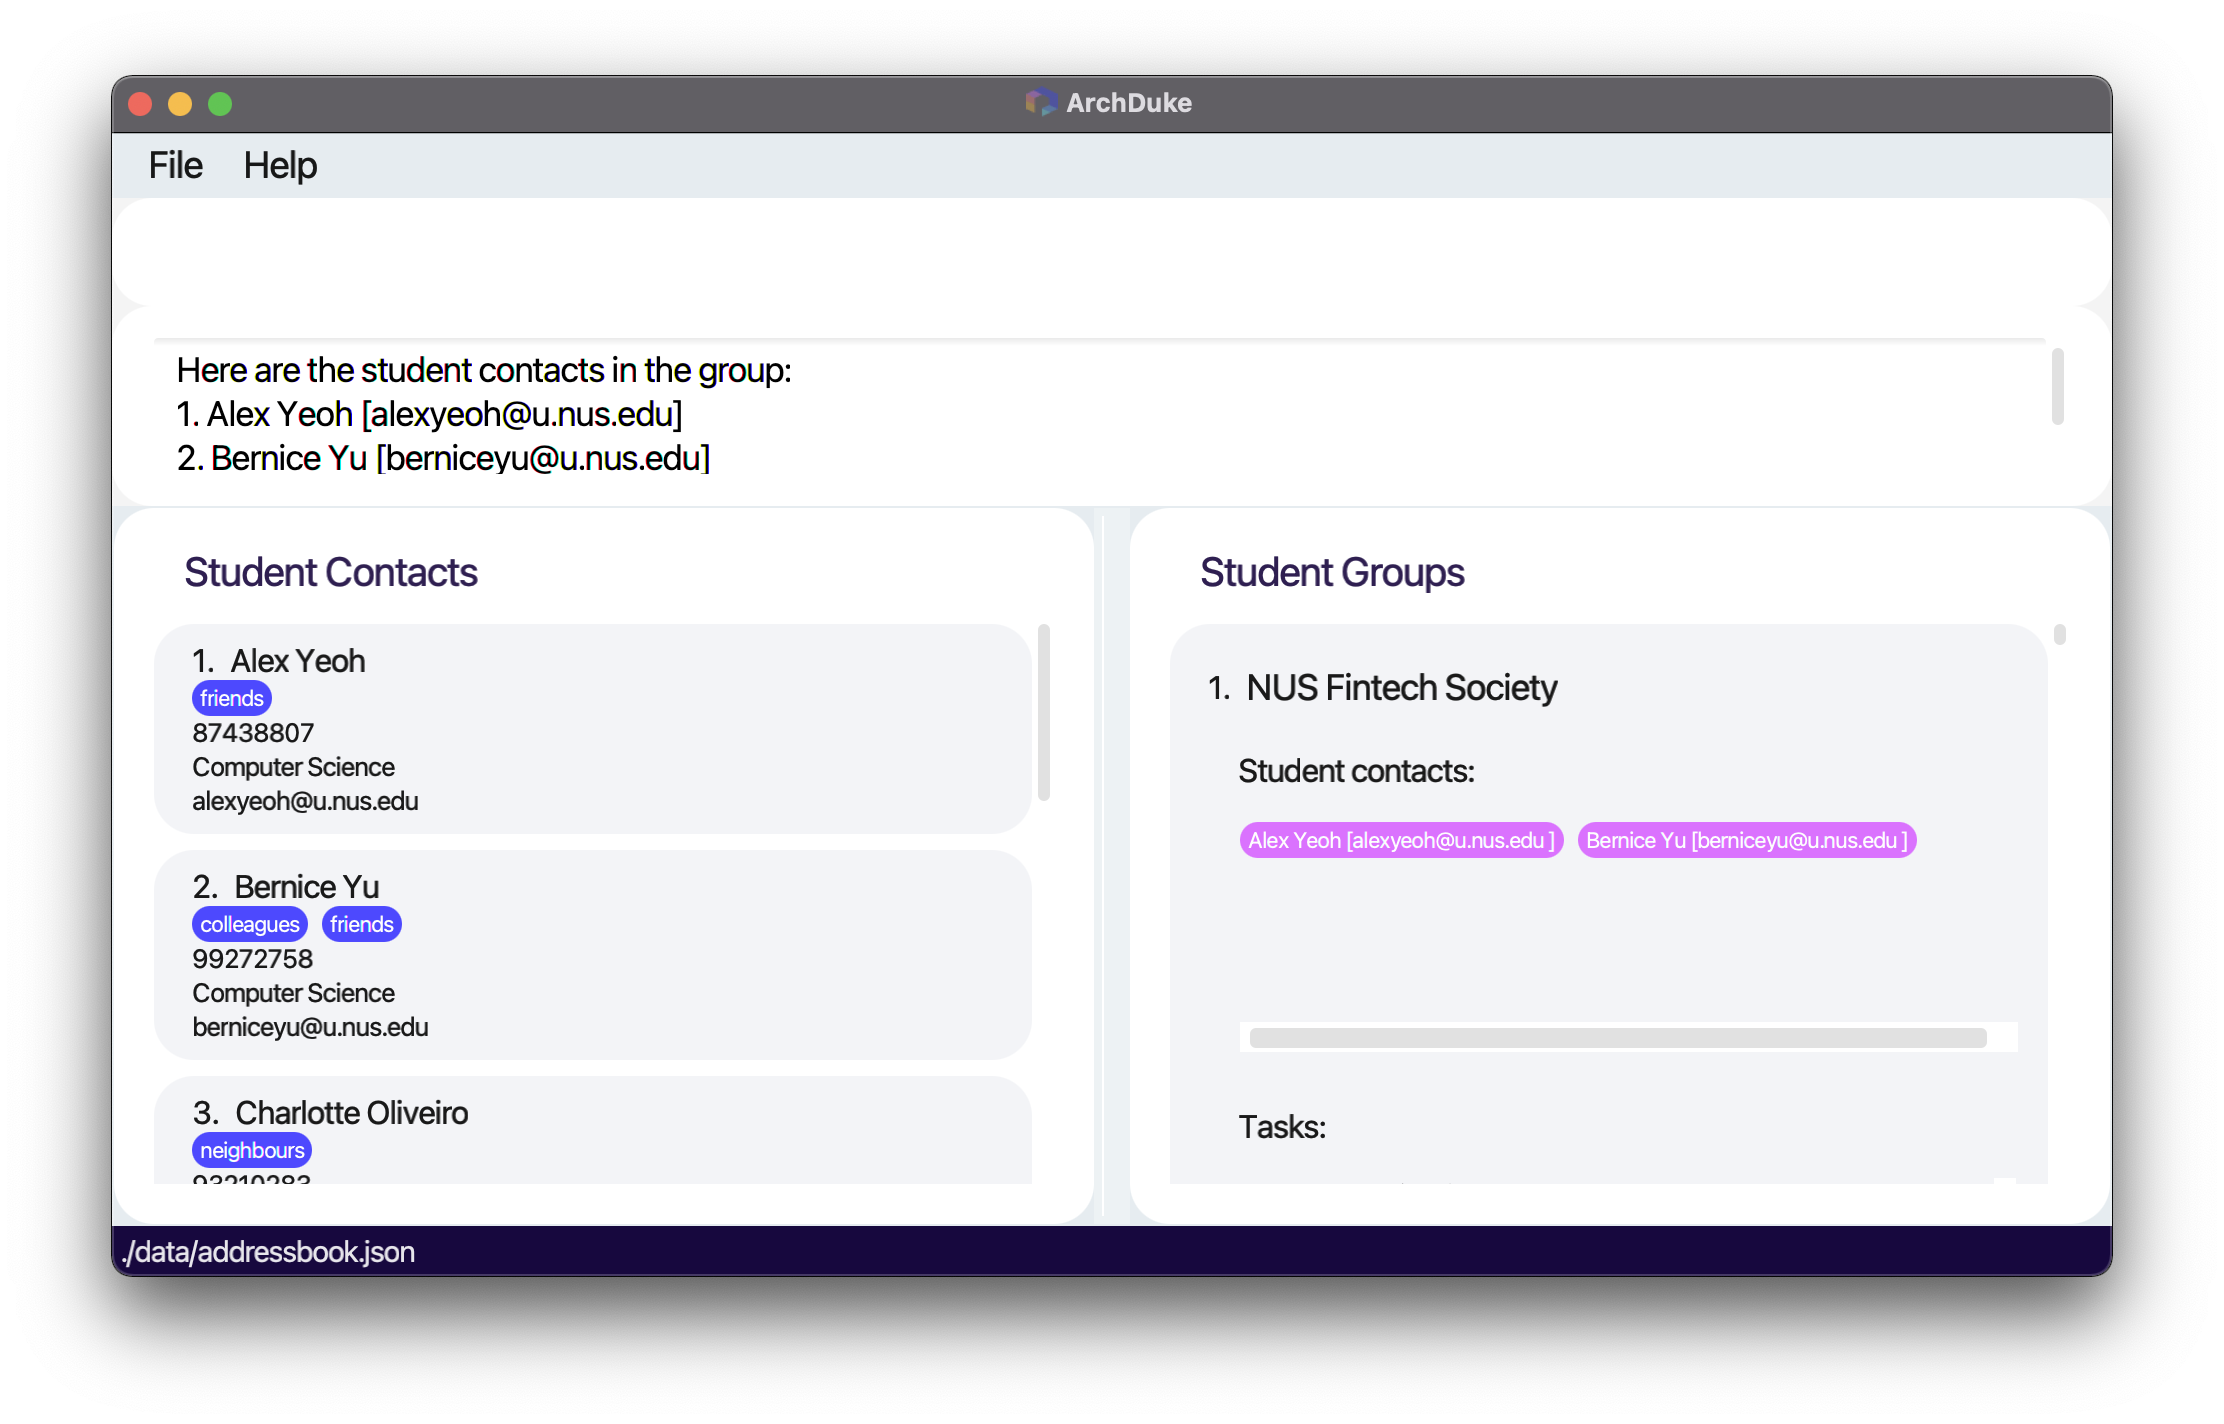 ArchDuke
File Help
Here are the student contacts in the group:
1. Alex Yeoh [alexyeoh@u.nus.edu]
2. Bernice Yu [berniceyu@u.nus.edu]
Student Contacts
1. Alex Yeoh
friends
87438807
Computer Science
alexyeoh@u.nus.edu
2. Bernice Yu
colleagues friends
99272758
Computer Science
berniceyu@u.nus.edu
3. Charlotte Oliveiro
neighbours
93210283
Student Groups
1. NUS Fintech Society
Student contacts:
Alex Yeoh [alexyeoh@u.nus.edu ] Bernice Yu [berniceyu@u.nus.edu ]
Tasks:
./data/addressbook.json